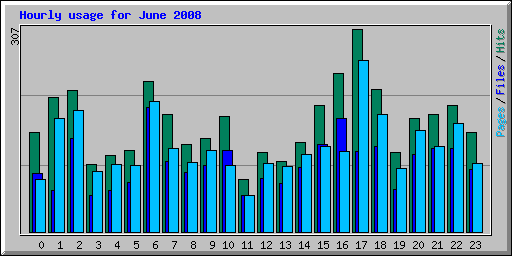 Hourly usage for June 2008
307
Pages / Files / Hits
0 1 2 3 4 5 6 7 8 9 10 11 12 13 14 15 16 17 18 19 20 21 22 23